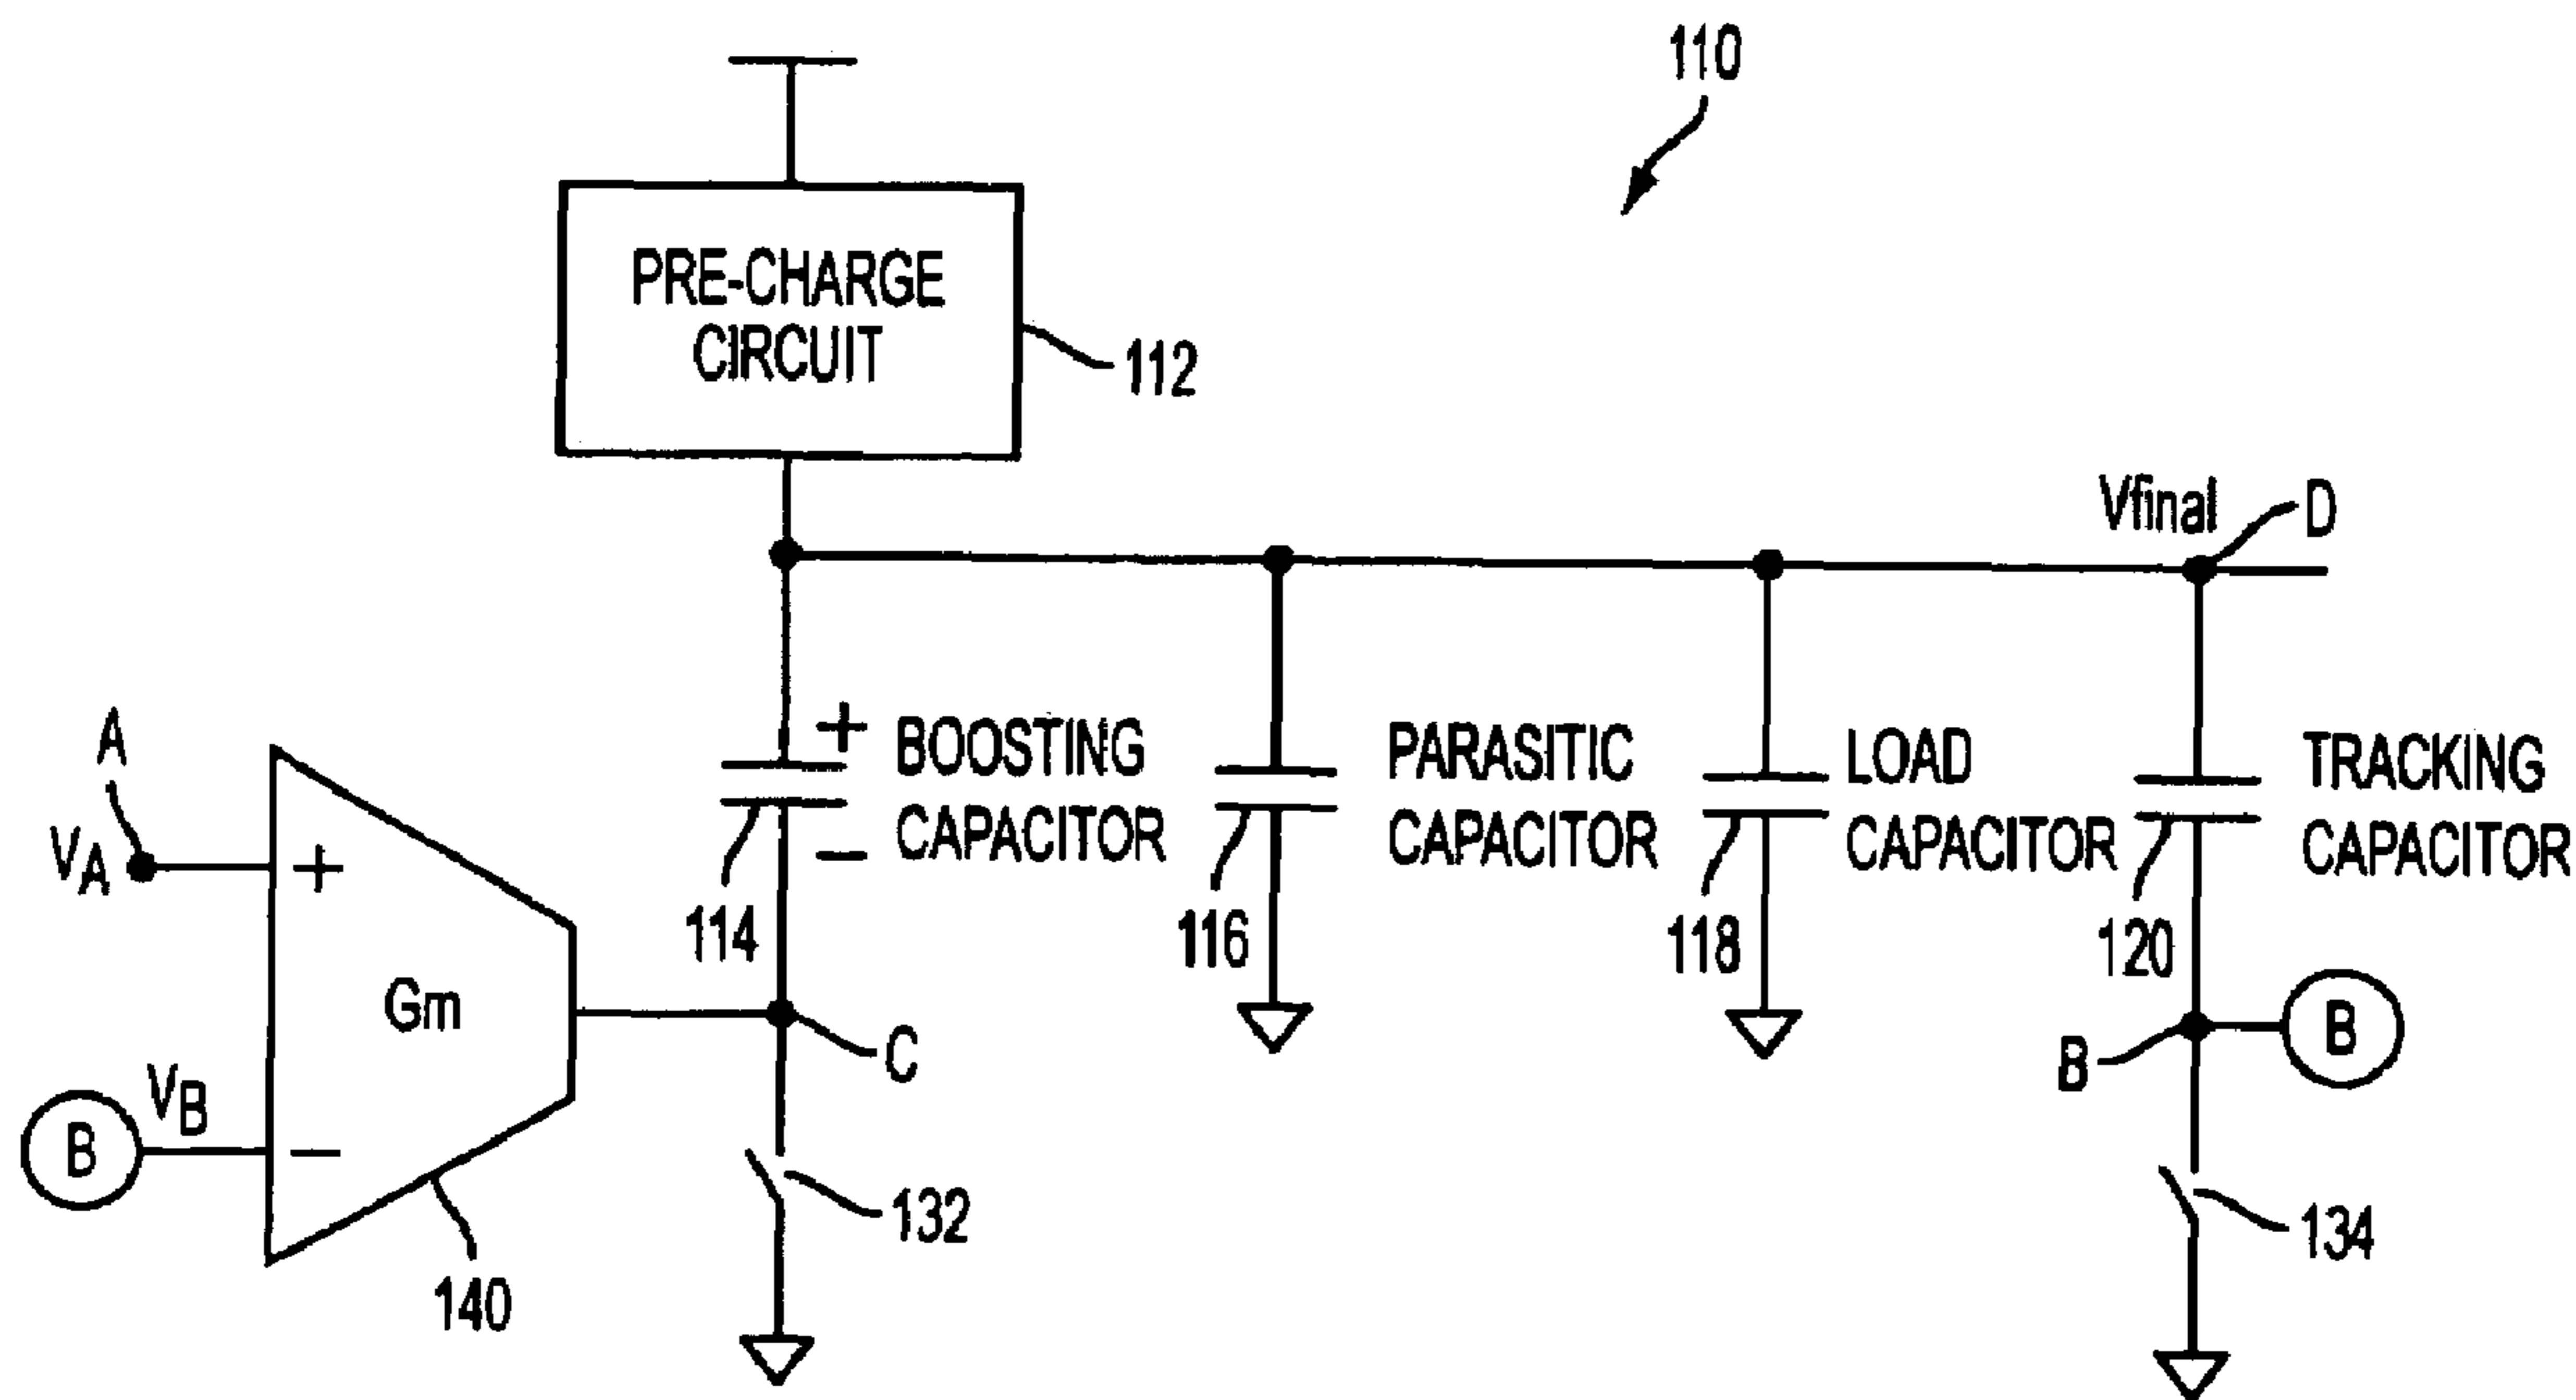 110
PRE-CHARGE
CIRCUIT
112
Vfinal
D
A
VA
+
Gm
B
VB
−
140
+
−
BOOSTING
CAPACITOR
114
C
132
PARASITIC
CAPACITOR
116
LOAD
CAPACITOR
118
TRACKING
CAPACITOR
120
B
B
134